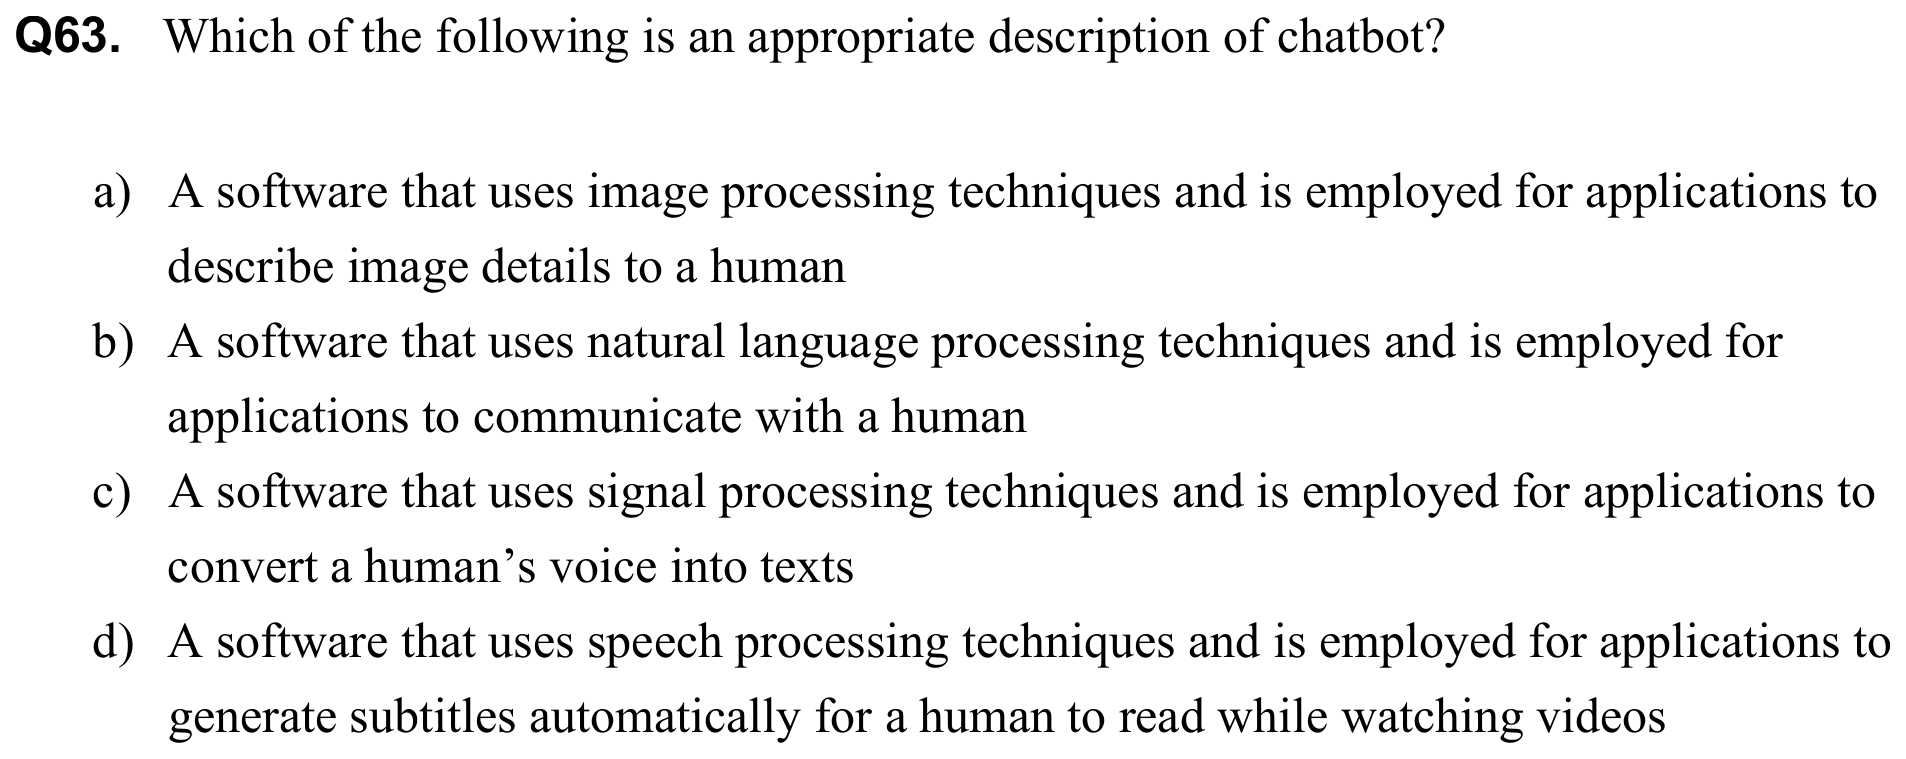 Q63. Which of the following is an appropriate description of chatbot?
a) A software that uses image processing techniques and is employed for applications to
describe image details to a human
b) A software that uses natural language processing techniques and is employed for
applications to communicate with a human
c) A software that uses signal processing techniques and is employed for applications to
convert a human’s voice into texts
d) A software that uses speech processing techniques and is employed for applications to
generate subtitles automatically for a human to read while watching videos